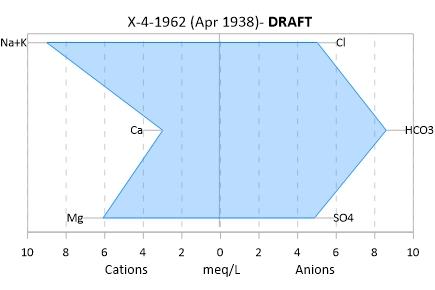 X-4-1962 (Apr 1938)- DRAFT
Na+K Cl
Ca HCO3
Mg SO4
10 8 6 4 2 0 2 4 6 8 10
Cations meq/L Anions